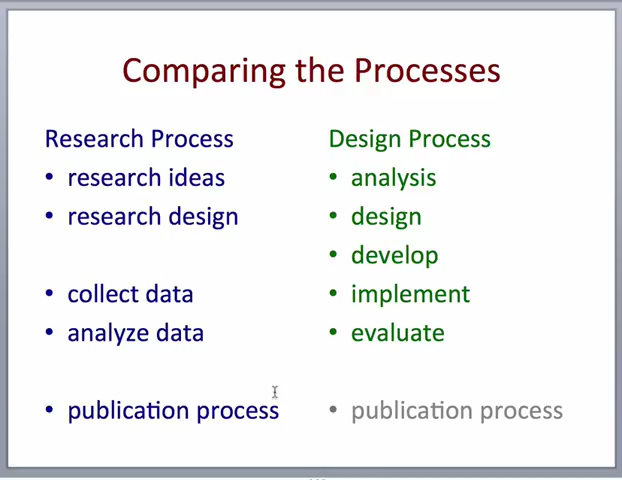 Comparing the Processes
Research Process
• research ideas
• research design
• collect data
• analyze data
• publication process
Design Process
• analysis
• design
• develop
• implement
• evaluate
• publication process